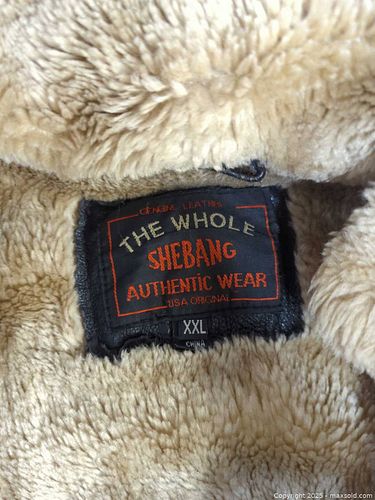 GENUINE LEATHER
THE WHOLE
SHEBANG
AUTHENTIC WEAR
USA ORIGINAL
XXL
CHINA
Copyright 2025 - maxsold.com